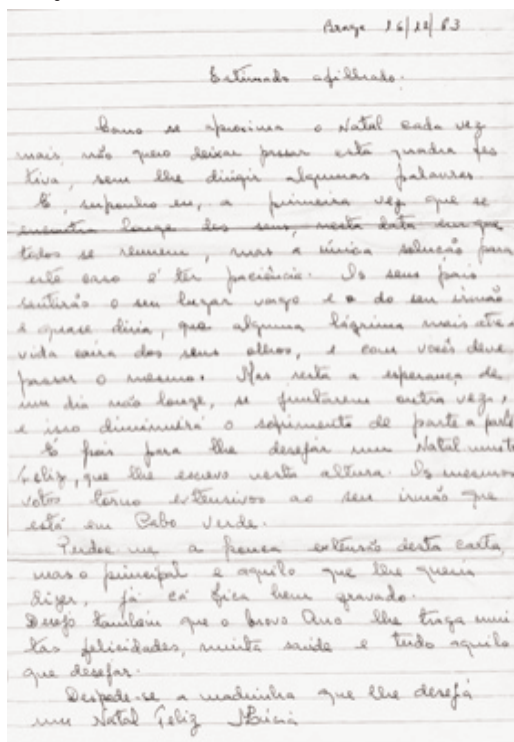 Braga 16/12/63
Estimado afilhado.
Como se aproxima o Natal cada vez
mais, não quero deixar passar esta quadra fes
tiva, sem lhe dirigir algumas palavras.
É, suponho eu, a primeira vez que se
encontra longe dos seus, nesta data em que
todos se reunem, mas a única solução para
este caso é ter paciência. Os seus pais
sentirão o seu lugar vago e o do seu irmão
e quase diria, que alguma lágrima mais atre-
vida caira dos seus olhos, e com vocês deve
passar o mesmo. Mas resta a esperança de
um dia não longe, se juntarem outra vez,
e isso diminuirá o sofrimento de parte a parte
É pois para lhe desejar um Natal muito
Feliz, que lhe escrevo nesta altura. Os mesmos
votos torno extensivos ao seu irmão que
está em Cabo Verde.
Perdoe me a pouca extensão desta carta,
mas o principal e aquilo que lhe queria
dizer, já cá fica bem gravado.
Desejo também que o Novo Ano lhe traga mui
tas felicidades, muita saúde e tudo aquilo
que desejar.
Despede-se a madrinha que lhe deseja
um Natal Feliz